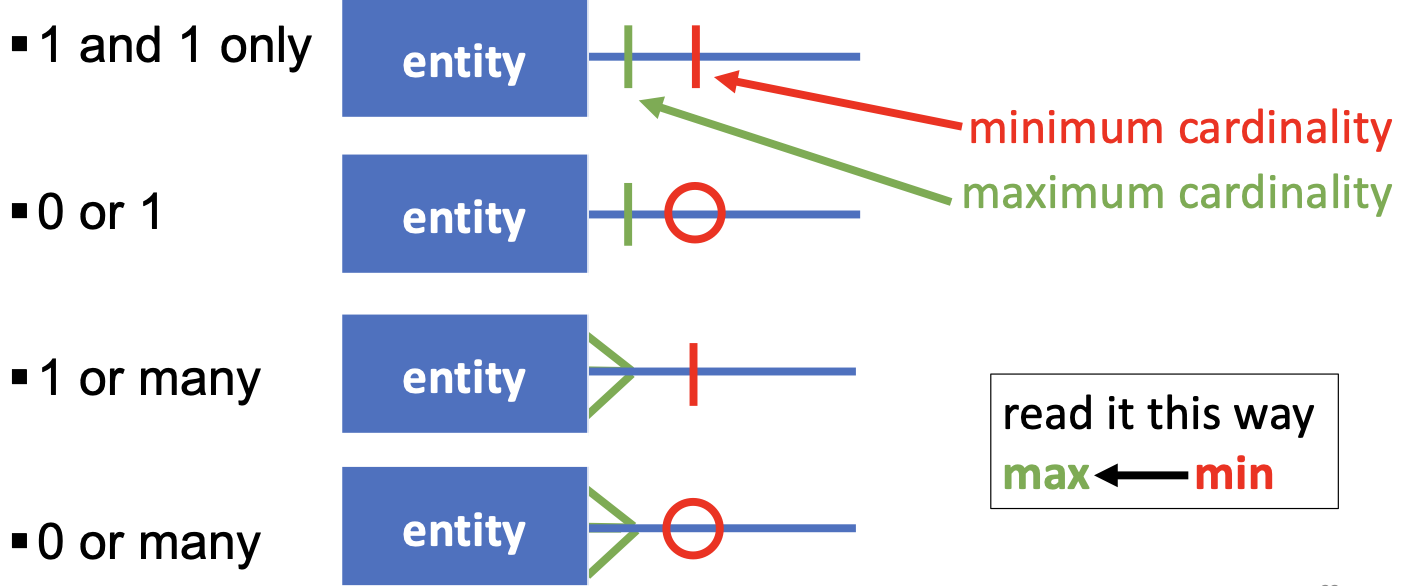 ▪ 1 and 1 only
entity
minimum cardinality
maximum cardinality
▪ 0 or 1
entity
▪ 1 or many
entity
read it this way
max ← min
▪ 0 or many
entity